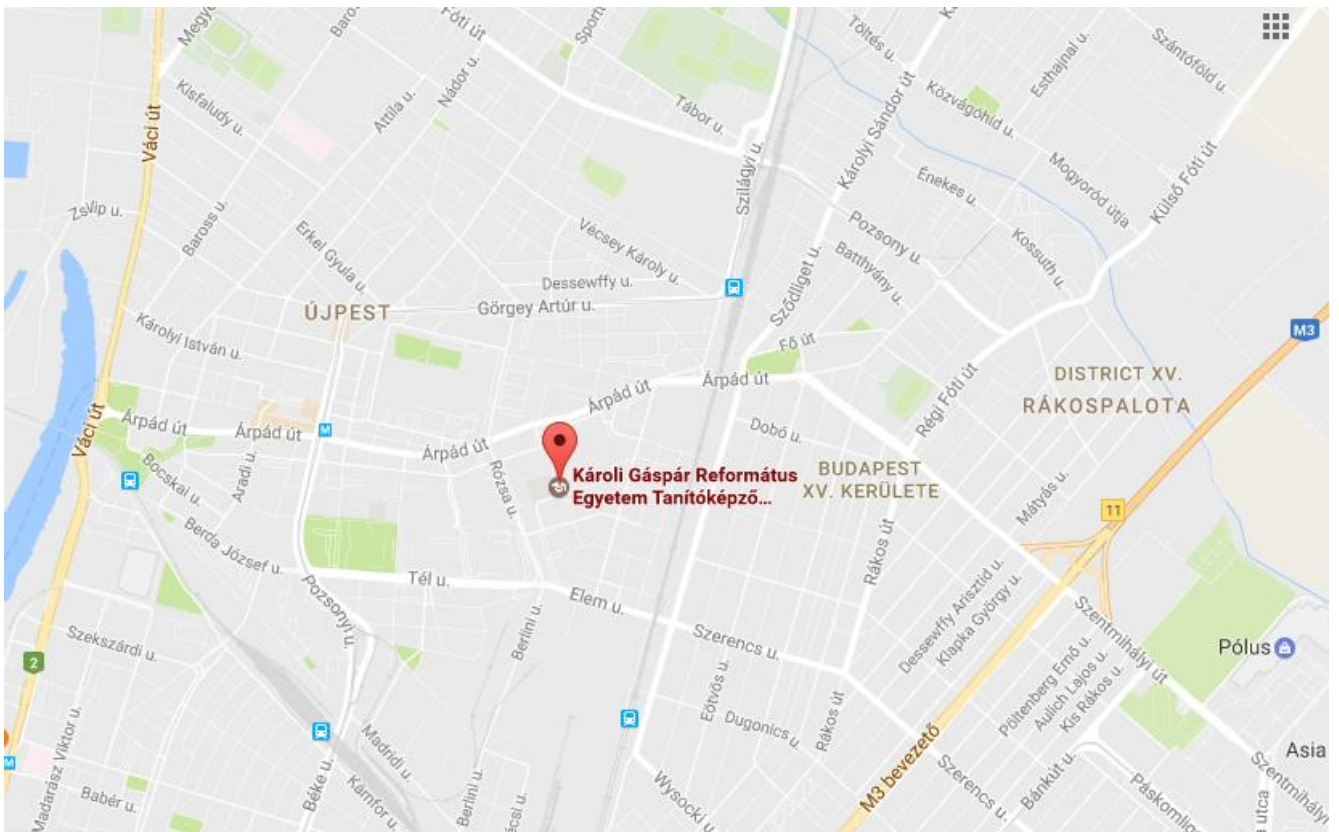 Megye
Baros
Fóti út
Sportt
Töltés u.
Esthajnal u.
Szántóföld u.
Kisfaludy u.
Attila u.
Nádor u.
Tábor u.
Károlyi Sándor út
Közvágóhíd u.
Váci út
Szilágyi u.
Énekes u.
Mogyoród útja
Külső Fóti út
Baross u.
Erkel Gyula u.
Vécsey Károly u.
Pozsony u.
Batthyány u.
Kossuth u.
Dessewffy u.
Görgey Artúr u.
Sződliget u.
ÚJPEST
Károlyi István u.
Fő út
M3
Árpád út
Régi Fóti út
DISTRICT XV.
RÁKOSPALOTA
Árpád út
Árpád út
Árpád út
M
Árpád út
Váci út
Dobó u.
Bocskai u.
Aradi u.
Rózsa u.
Károli Gáspár Református
Egyetem Tanítóképző...
BUDAPEST
XV. KERÜLETE
Mátyás u.
11
Berda József u.
Tél u.
Rákos út
Elem u.
Pozsonyi u.
Berlini u.
Szekszárdi u.
Szerencs u.
Dessewffy Arisztid u.
Klapka György u.
Szentmihályi út
Pólus
2
Pöltenberg Ernő u.
Aulich Lajos u.
Kis Rákos u.
Eötvös u.
Dugonics u.
Rákos út
M3 bevezető
Madarász Viktor u.
Madridi u.
Asia
M
Babér u.
Béke u.
Kámfor u.
Berlini u.
Wysocki u
Szerencs u.
Bánkút u.
Szentmihályi
utca